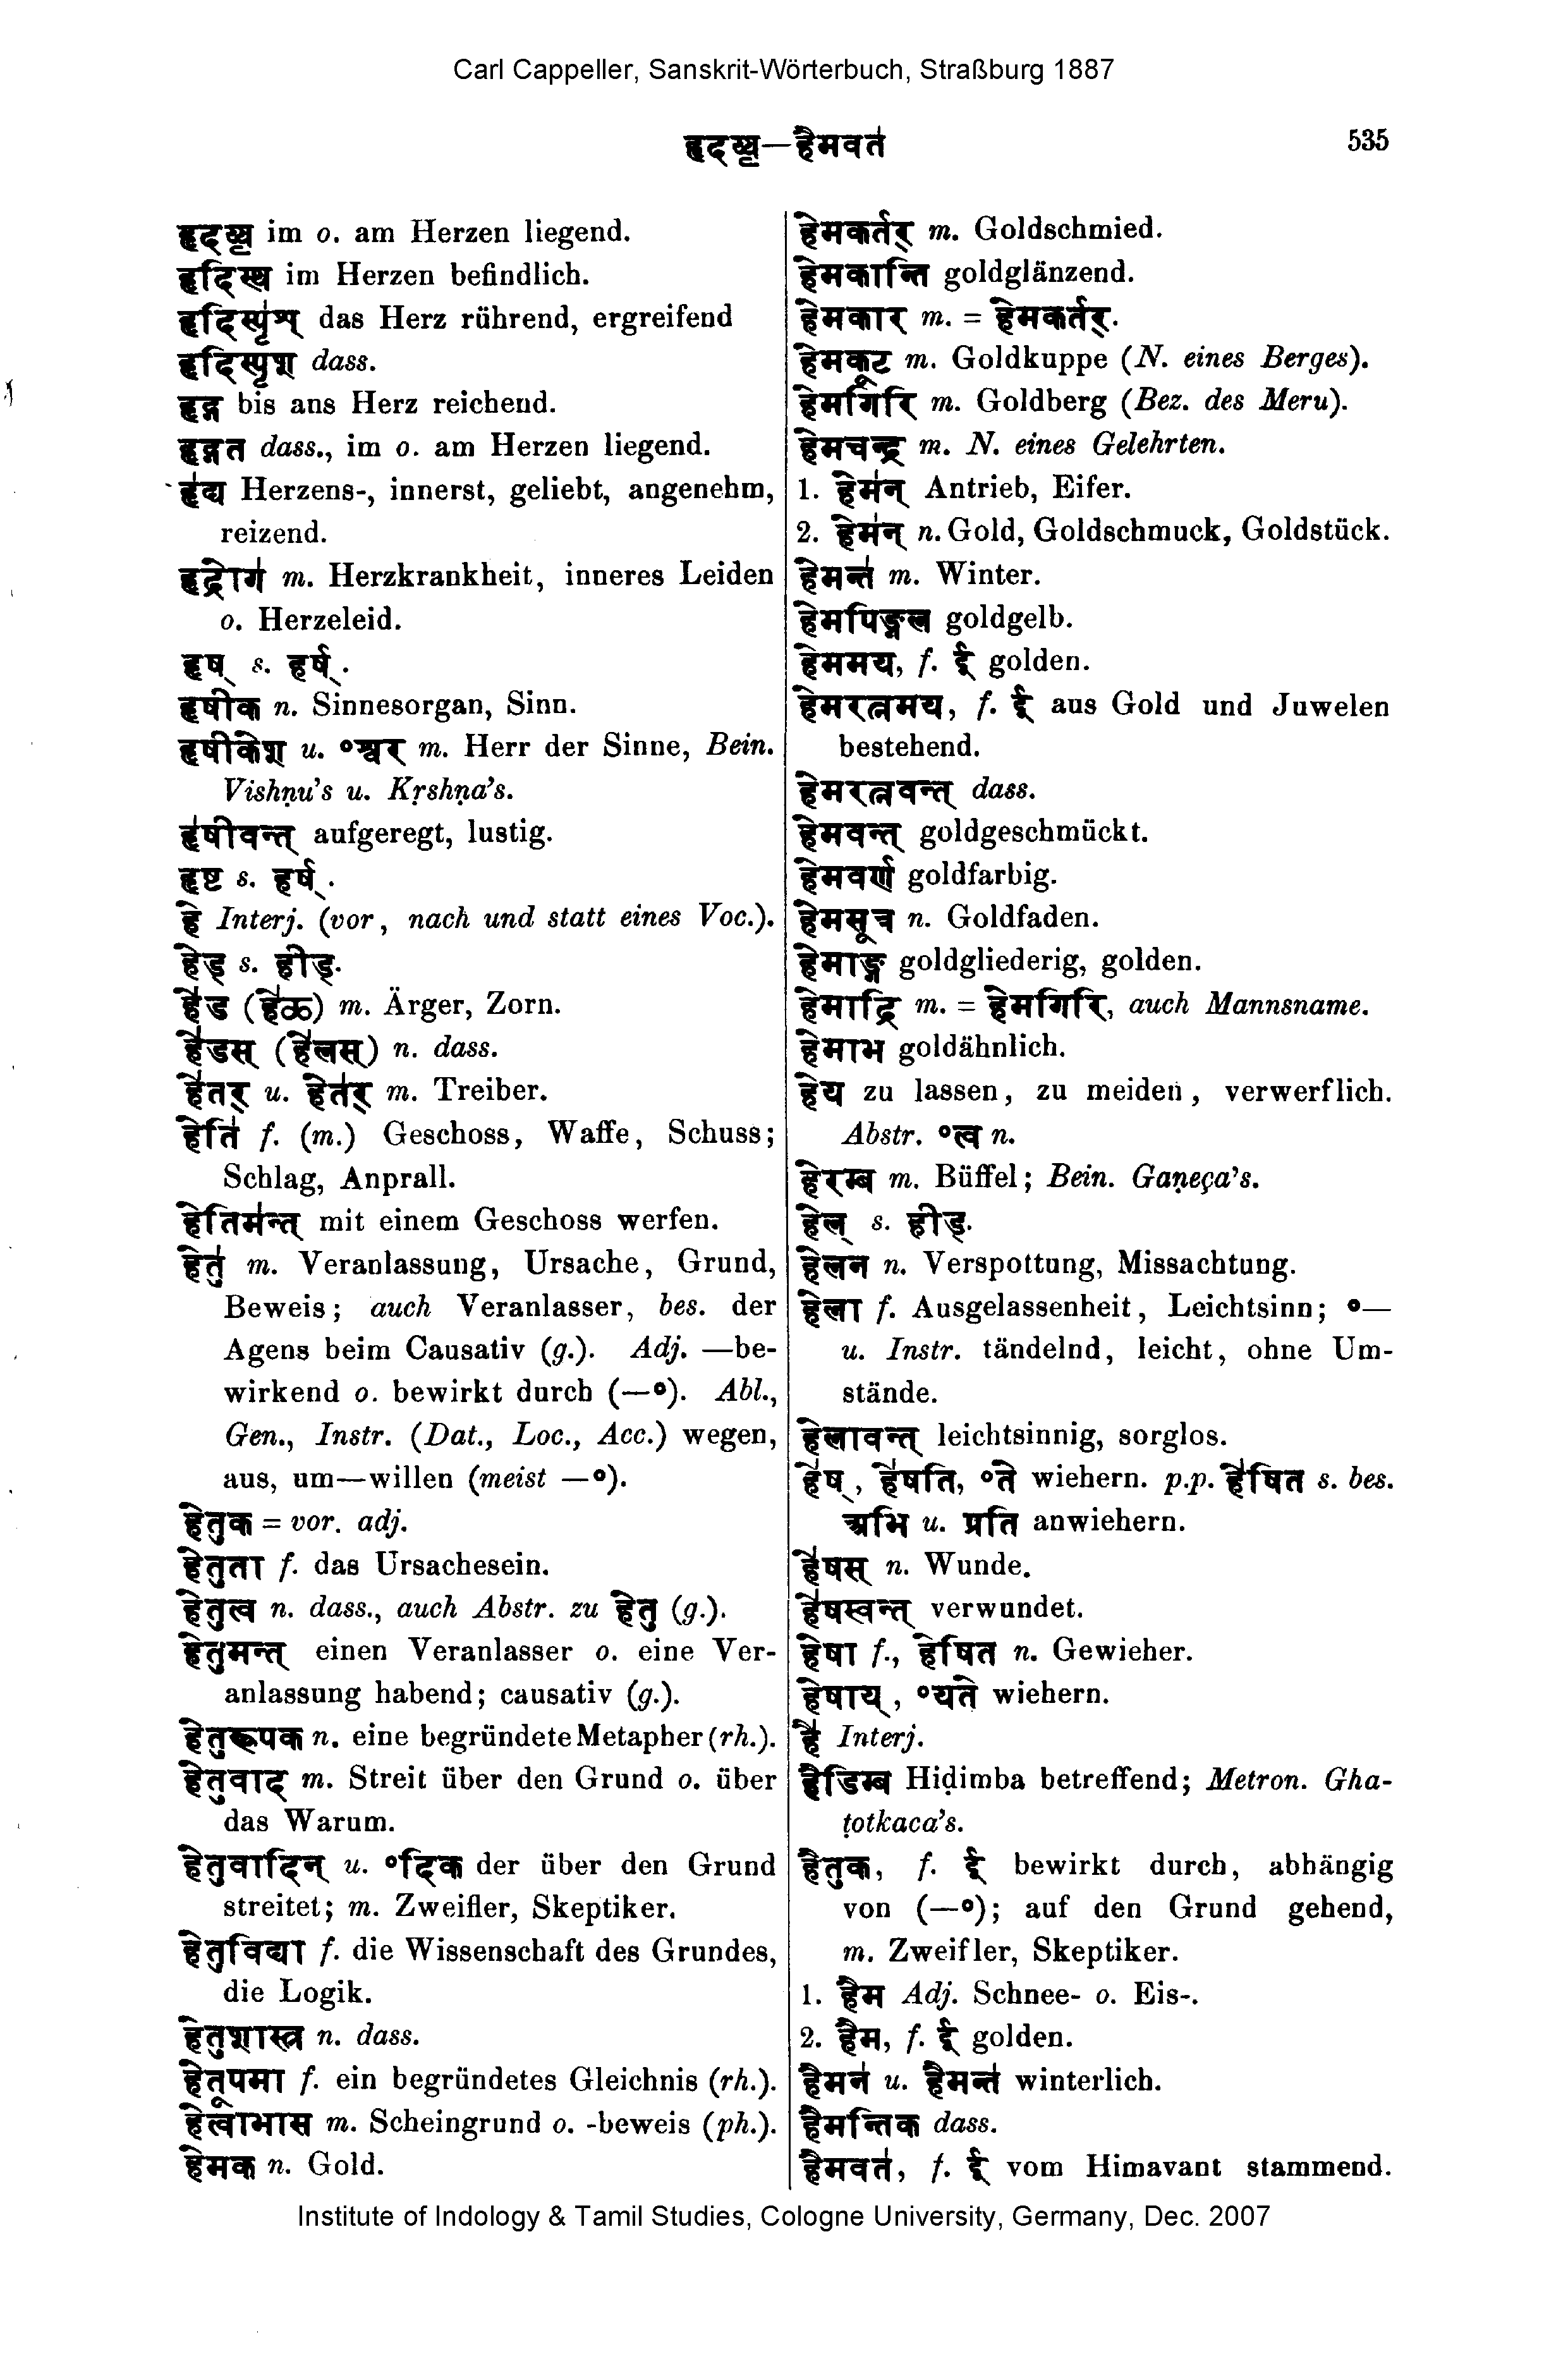 Carl Cappeller, Sanskrit-Wörterbuch, Straßburg 1887
हृदय्य—हैमवत॑ 535
im o. am Herzen liegend.
हृदिस्थ im Herzen befindlich.
हृदिस्पृ॑श् das Herz rührend, ergreifend
हृदिस्पृश dass.
हृद्ग bis ans Herz reichend.
हृद्गत dass., im o. am Herzen liegend.
हृ॑द्य Herzens-, innerst, geliebt, angenehm,
reizend.
हृद्रोग॑ m. Herzkrankheit, inneres Leiden
o. Herzeleid.
हृष् s. हर्ष्.
हृषीक n. Sinnesorgan, Sinn.
हृषीकेश u. °श्वर m. Herr der Sinne, Bein.
Vishṇu's u. Kṛshṇa's.
हृ॑षीवन्त् aufgeregt, lustig.
हृष्ट s. हर्ष्.
हे Interj. (vor, nach und statt eines Voc.).
हेड् s. हीड्.
हे॑ड (हे॑ळ) m. Ärger, Zorn.
हे॑डस् (हे॑लस्) n. dass.
हे॑तर् u. हेत॑र् m. Treiber.
हेति॑ f. (m.) Geschoss, Waffe, Schuss;
Schlag, Anprall.
हेतिम॑न्त् mit einem Geschoss werfen.
हेतु॑ m. Veranlassung, Ursache, Grund,
Beweis; auch Veranlasser, bes. der
Agens beim Causativ (g.). Adj. —be-
wirkend o. bewirkt durch (—°). Abl.,
Gen., Instr. (Dat., Loc., Acc.) wegen,
aus, um—willen (meist —°).
हेतुक = vor. adj.
हेतुता f. das Ursachesein.
हेतुत्व n. dass., auch Abstr. zu हेतु (g.).
हेतुमन्त् einen Veranlasser o. eine Ver-
anlassung habend; causativ (g.).
हेतुरूपक n. eine begründete Metapher (rh.).
हेतुवाद m. Streit über den Grund o. über
das Warum.
हेतुवादिन् u. °दिक der über den Grund
streitet; m. Zweifler, Skeptiker.
हेतुविद्या f. die Wissenschaft des Grundes,
die Logik.
हेतुशास्त्र n. dass.
हेतूपमा f. ein begründetes Gleichnis (rh.).
हेत्वाभास m. Scheingrund o. -beweis (ph.).
हेमक n. Gold.
हेमकर्तर् m. Goldschmied.
हेमकान्ति goldglänzend.
हेमकार m. = हेमकर्तर्.
हेमकूट m. Goldkuppe (N. eines Berges).
हेमगिरि m. Goldberg (Bez. des Meru).
हेमचन्द्र m. N. eines Gelehrten.
1. हेम॑न् Antrieb, Eifer.
2. हेम॑न् n. Gold, Goldschmuck, Goldstück.
हेमन्त॑ m. Winter.
हेमपिङ्गल goldgelb.
हेममय, f. ई golden.
हेमरत्नमय, f. ई aus Gold und Juwelen
bestehend.
हेमरत्नवन्त् dass.
हेमवन्त् goldgeschmückt.
हेमवर्ण goldfarbig.
हेमसूत्र n. Goldfaden.
हेमाङ्ग goldgliederig, golden.
हेमाद्रि m. = हेमगिरि, auch Mannsname.
हेमाभ goldähnlich.
हेय zu lassen, zu meiden, verwerflich.
Abstr. °त्व n.
हेरम्ब m. Büffel; Bein. Gaṇeça's.
हेल् s. हीड्.
हेलन n. Verspottung, Missachtung.
हेला f. Ausgelassenheit, Leichtsinn; °—
u. Instr. tändelnd, leicht, ohne Um-
stände.
हेलावन्त् leichtsinnig, sorglos.
हे॑ष्, हे॑षति, °ते wiehern. p.p. हे॑षित s. bes.
अभि u. प्रति anwiehern.
हे॑षस् n. Wunde.
हे॑षस्वन्त् verwundet.
हेषा f., हेषित n. Gewieher.
हेषाय्, °यते wiehern.
है Interj.
हैडिम्ब Hiḍimba betreffend; Metron. Gha-
ṭotkaca's.
हैतुक, f. ई bewirkt durch, abhängig
von (—°); auf den Grund gehend,
m. Zweifler, Skeptiker.
1. हैम Adj. Schnee- o. Eis-.
2. हैम, f. ई golden.
हैमन॑ u. हैमन्त॑ winterlich.
हैमन्तिक dass.
हैमवत॑, f. ई vom Himavant stammend.
Institute of Indology & Tamil Studies, Cologne University, Germany, Dec. 2007